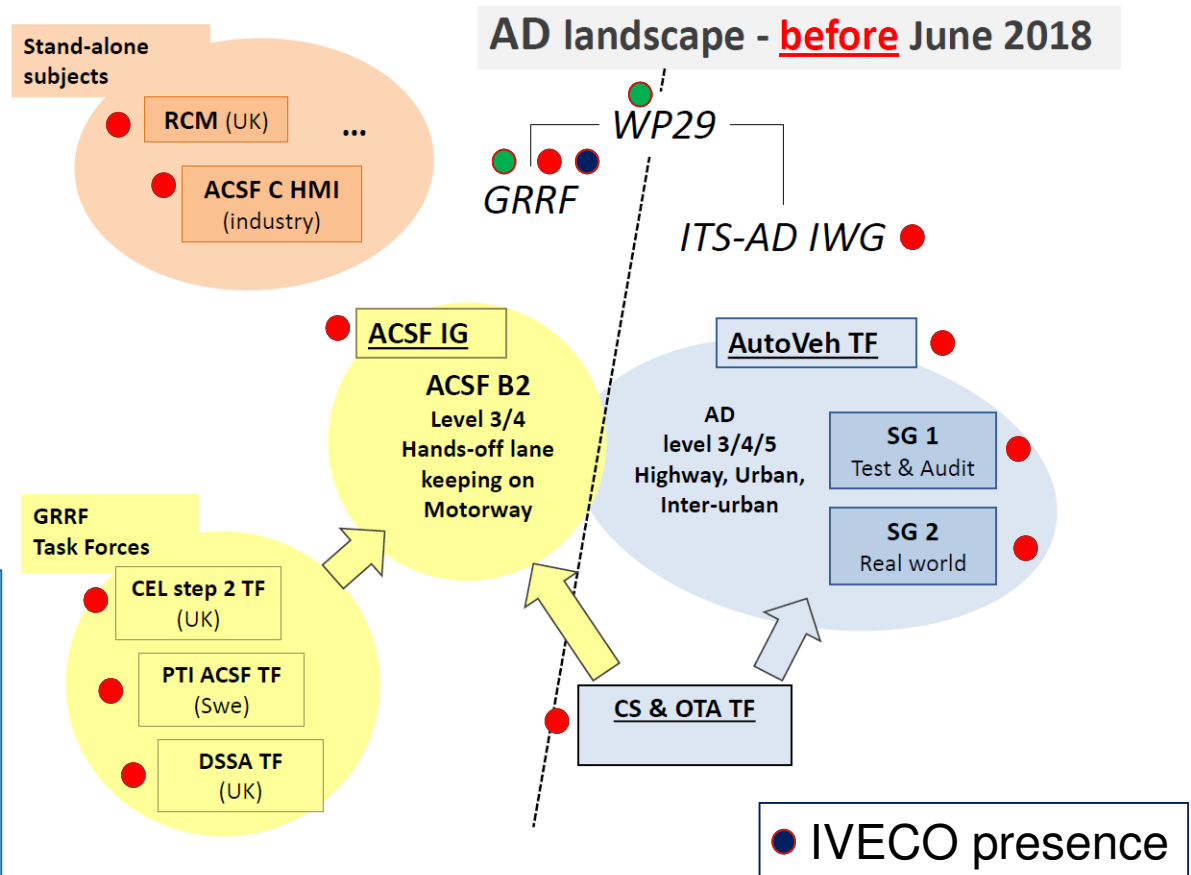 AD landscape - before June 2018
Stand-alone
subjects
RCM (UK)
...
ACSF C HMI
(industry)
WP29
GRRF
ITS-AD IWG
ACSF IG
ACSF B2
Level 3/4
Hands-off lane
keeping on
Motorway
AutoVeh TF
AD
level 3/4/5
Highway, Urban,
Inter-urban
SG 1
Test & Audit
SG 2
Real world
GRRF
Task Forces
CEL step 2 TF
(UK)
PTI ACSF TF
(Swe)
DSSA TF
(UK)
CS & OTA TF
IVECO presence